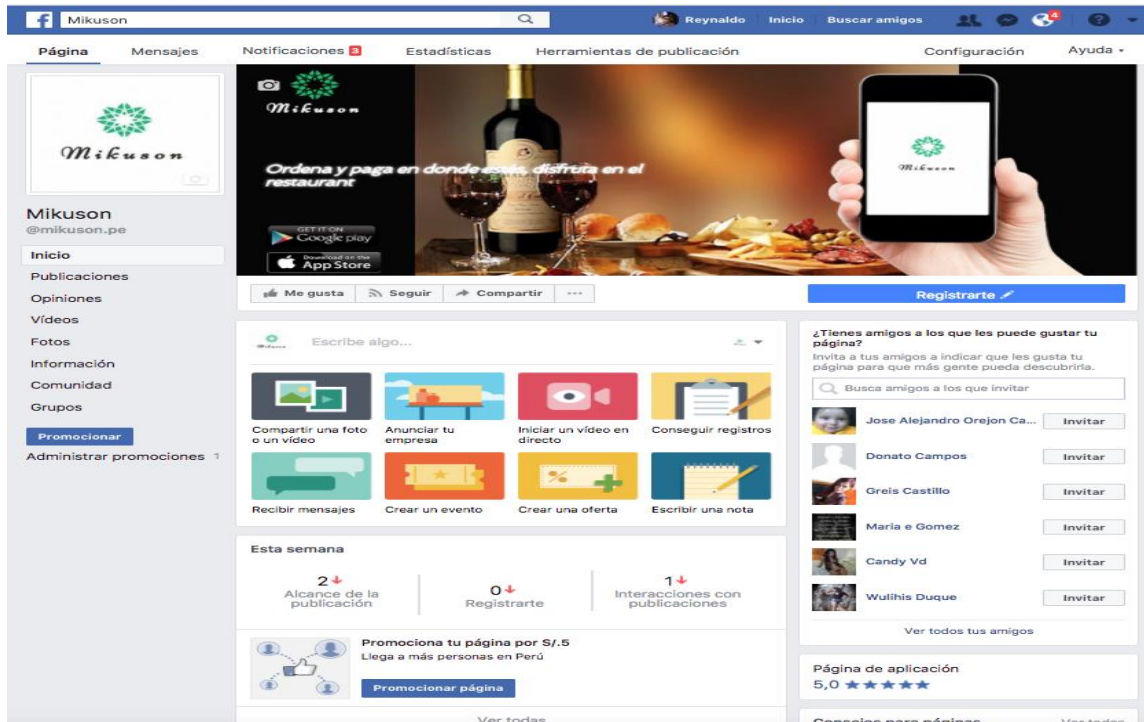 Mikuson
Reynaldo Inicio Buscar amigos 4
Página Mensajes Notificaciones 3 Estadísticas Herramientas de publicación Configuración Ayuda
Mikuson
Mikuson
@mikuson.pe
Inicio
Publicaciones
Opiniones
Vídeos
Fotos
Información
Comunidad
Grupos
Promocionar
Administrar promociones 1
Mikuson
Ordena y paga en donde estés, disfruta en el
restaurant
GET IT ON
Google play
Download on the
App Store
Mikuson
Me gusta Seguir Compartir ...
Registrarte
Escribe algo...
Compartir una foto
o un vídeo
Anunciar tu
empresa
Iniciar un vídeo en
directo
Conseguir registros
Recibir mensajes
Crear un evento
Crear una oferta
Escribir una nota
Esta semana
2
Alcance de la
publicación
0
Registrarte
1
Interacciones con
publicaciones
Promociona tu página por S/.5
Llega a más personas en Perú
Promocionar página
Ver todas
¿Tienes amigos a los que les puede gustar tu
página?
Invita a tus amigos a indicar que les gusta tu
página para que más gente pueda descubrirla.
Busca amigos a los que invitar
Jose Alejandro Orejon Ca... Invitar
Donato Campos Invitar
Greis Castillo Invitar
Maria e Gomez Invitar
Candy Vd Invitar
Wulihis Duque Invitar
Ver todos tus amigos
Página de aplicación
5,0
Consejos para páginas Ver todas